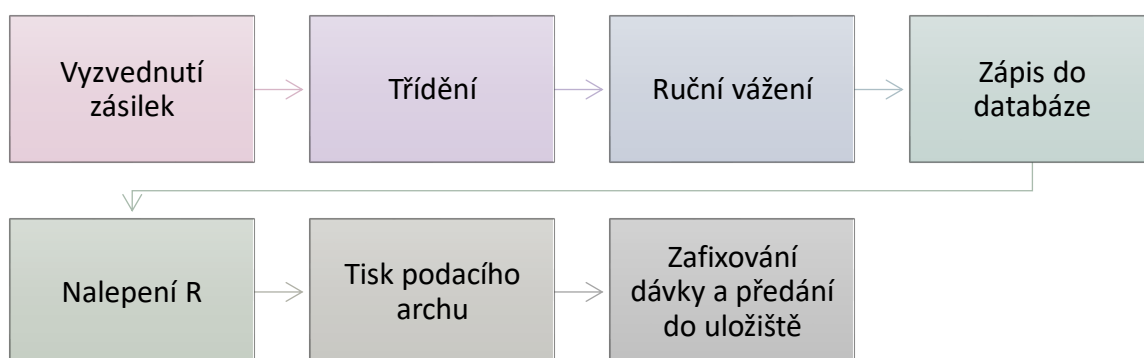 Vyzvednutí
zásilek
Třídění
Ruční vážení
Zápis do
databáze
Nalepení R
Tisk podacího
archu
Zafixování
dávky a předání
do uložiště